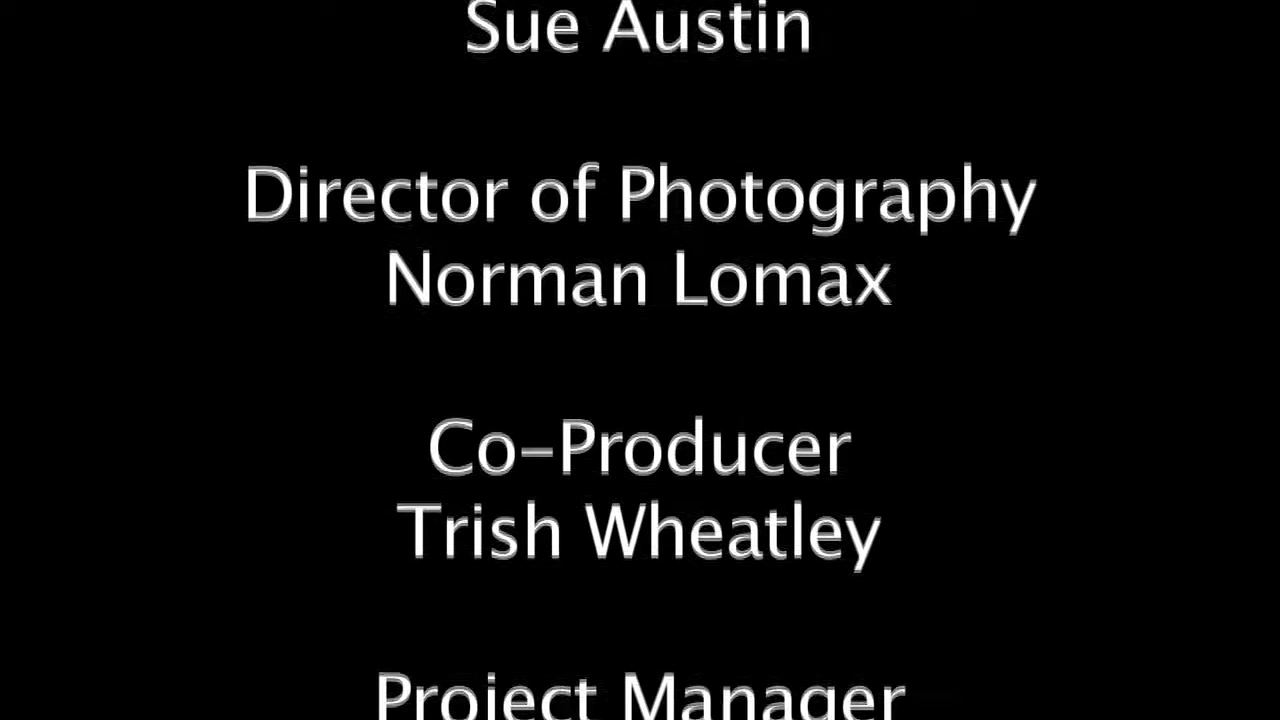 Sue Austin
Director of Photography
Norman Lomax
Co-Producer
Trish Wheatley
Project Manager